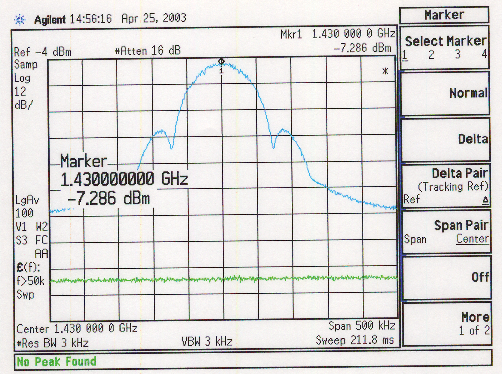 Agilent 14:56:16 Apr 25, 2003
Marker
Mkr1 1.430 000 0 GHz
Ref -4 dBm #Atten 16 dB -7.286 dBm
Samp
Log
12
dB/
1
*
Marker
1.430000000 GHz
-7.286 dBm
LgAv
100
V1 W2
S3 FC
AA
£(f):
f>50k
Swp
Center 1.430 000 0 GHz Span 500 kHz
*Res BW 3 kHz VBW 3 kHz Sweep 211.8 ms
No Peak Found
Select Marker
1 2 3 4
Normal
Delta
Delta Pair
(Tracking Ref)
Ref Δ
Span Pair
Span Center
Off
More
1 of 2